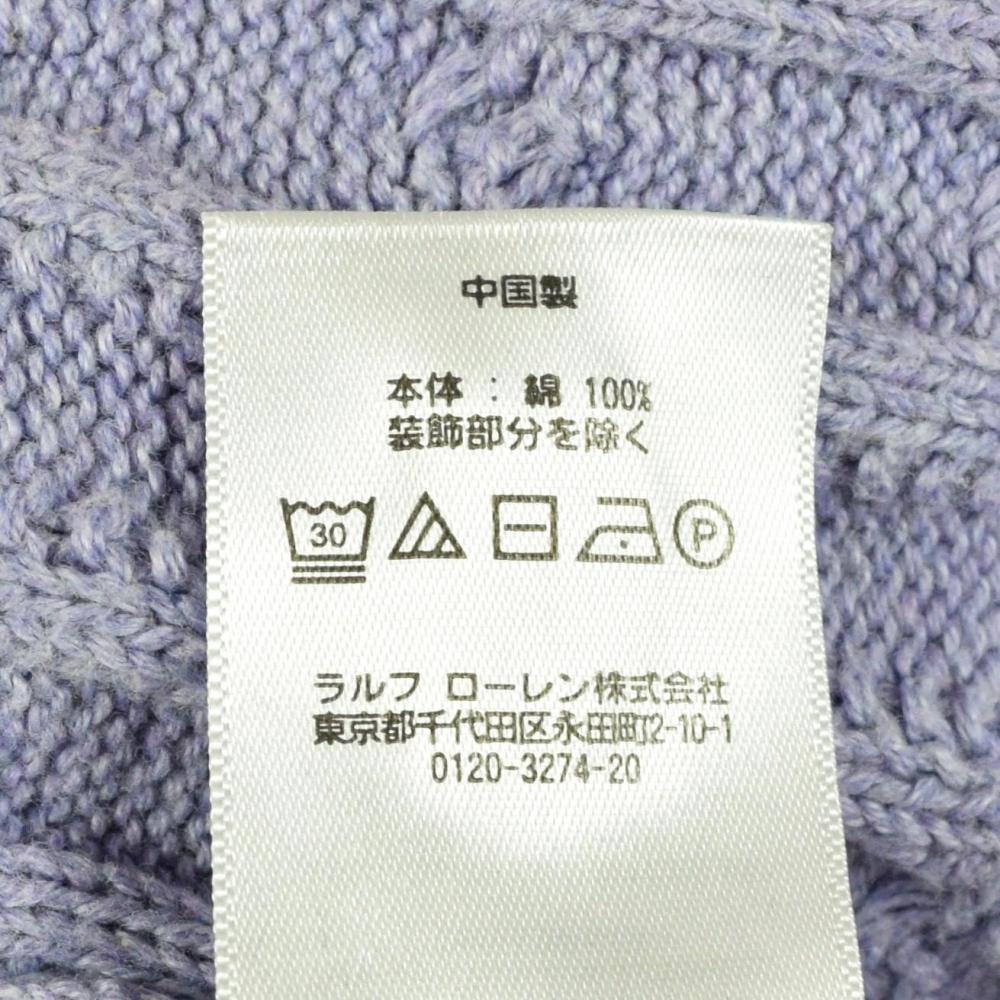 中国製
本体 : 綿 100%
装飾部分を除く
30 P
ラルフ ローレン株式会社
東京都千代田区永田町2-10-1
0120-3274-20